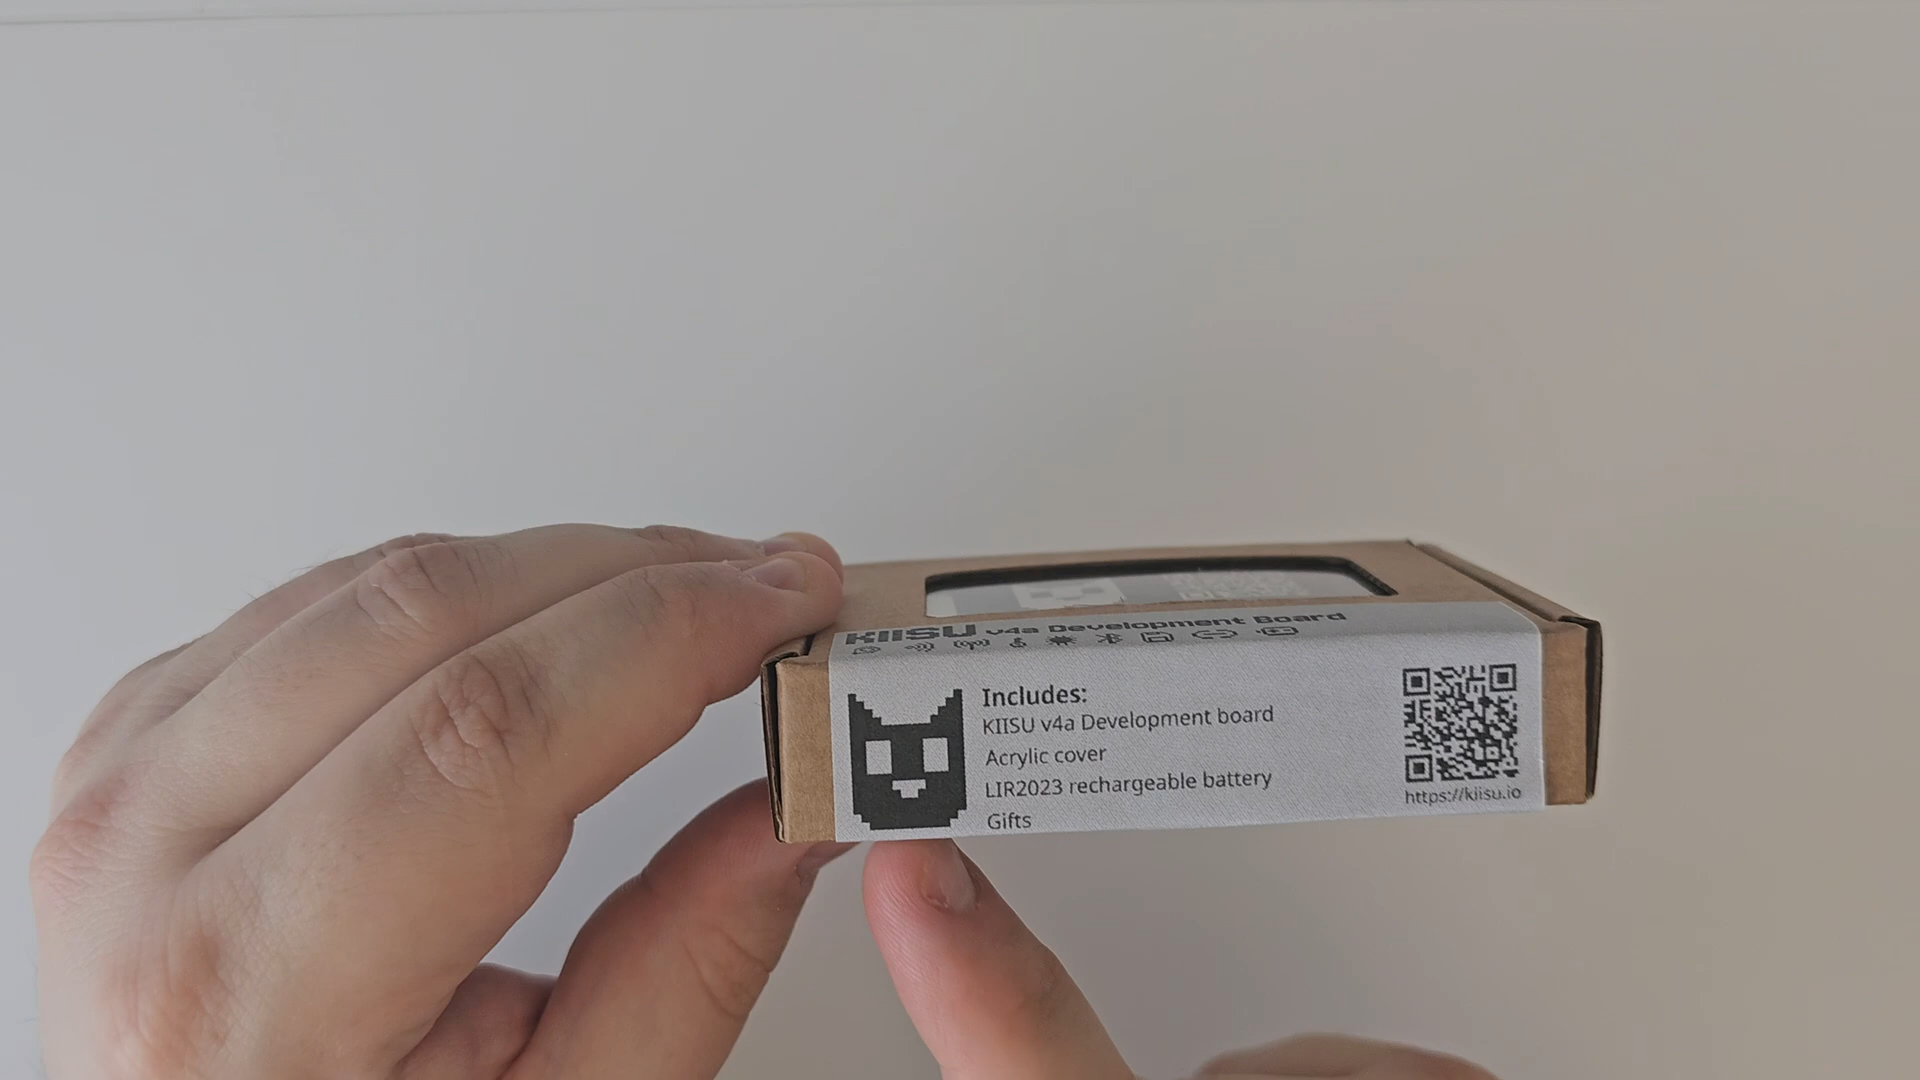 KIISU v4a Development Board
Includes:
KIISU v4a Development board
Acrylic cover
LIR2023 rechargeable battery
Gifts
https://kiisu.io